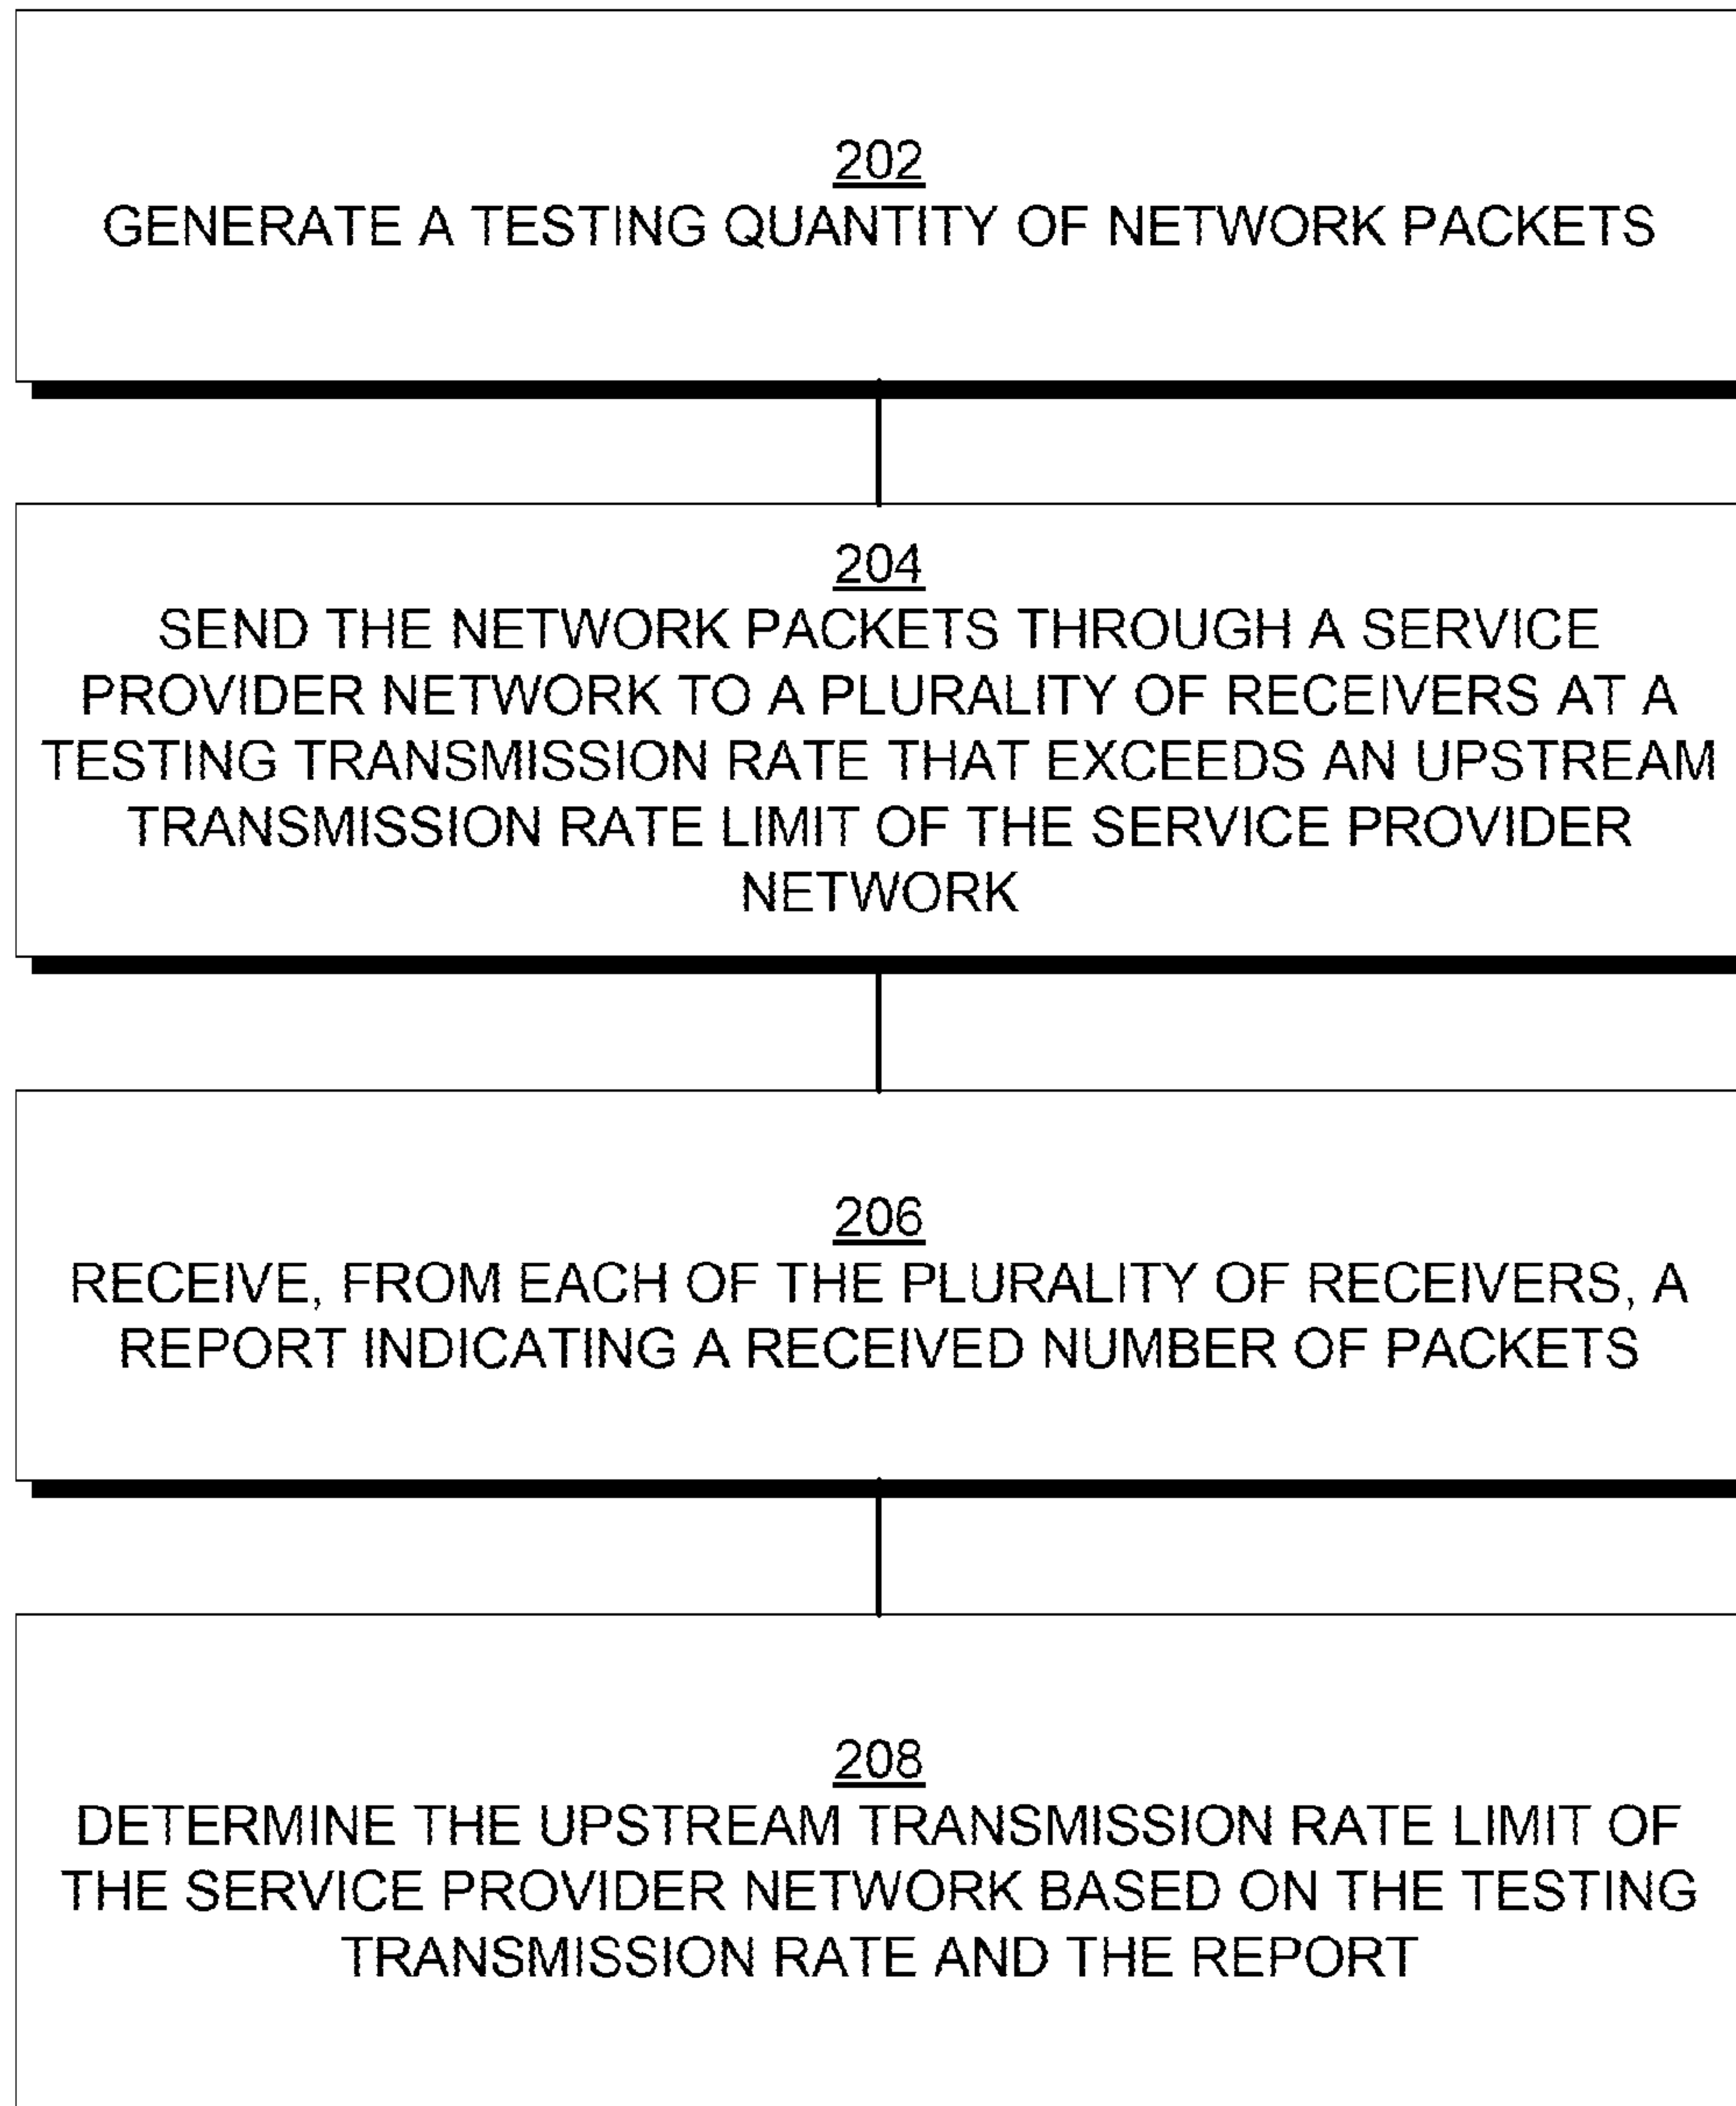 202
GENERATE A TESTING QUANTITY OF NETWORK PACKETS
204
SEND THE NETWORK PACKETS THROUGH A SERVICE
PROVIDER NETWORK TO A PLURALITY OF RECEIVERS AT A
TESTING TRANSMISSION RATE THAT EXCEEDS AN UPSTREAM
TRANSMISSION RATE LIMIT OF THE SERVICE PROVIDER
NETWORK
206
RECEIVE, FROM EACH OF THE PLURALITY OF RECEIVERS, A
REPORT INDICATING A RECEIVED NUMBER OF PACKETS
208
DETERMINE THE UPSTREAM TRANSMISSION RATE LIMIT OF
THE SERVICE PROVIDER NETWORK BASED ON THE TESTING
TRANSMISSION RATE AND THE REPORT